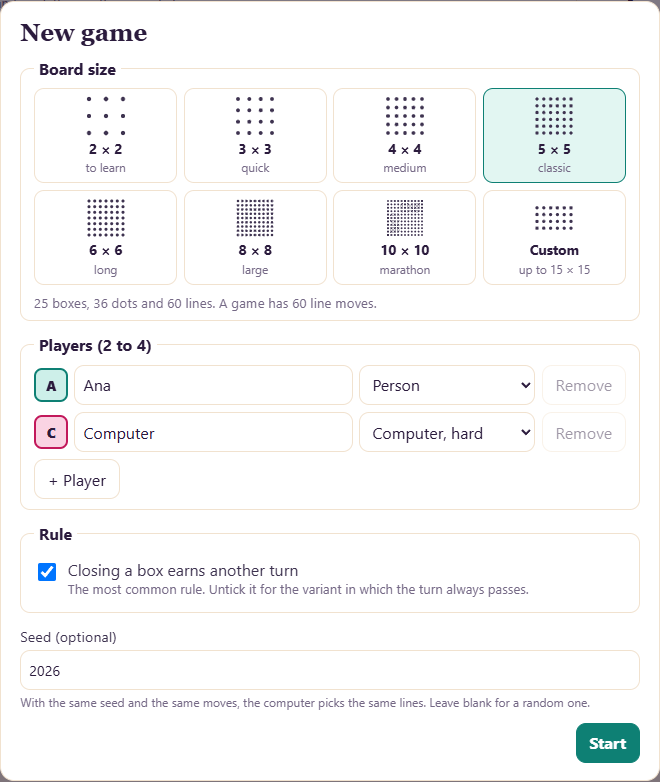 New game
Board size
2 × 2
to learn
3 × 3
quick
4 × 4
medium
5 × 5
classic
6 × 6
long
8 × 8
large
10 × 10
marathon
Custom
up to 15 × 15
25 boxes, 36 dots and 60 lines. A game has 60 line moves.
Players (2 to 4)
A Ana Person Remove
C Computer Computer, hard Remove
+ Player
Rule
Closing a box earns another turn
The most common rule. Untick it for the variant in which the turn always passes.
Seed (optional)
2026
With the same seed and the same moves, the computer picks the same lines. Leave blank for a random one.
Start